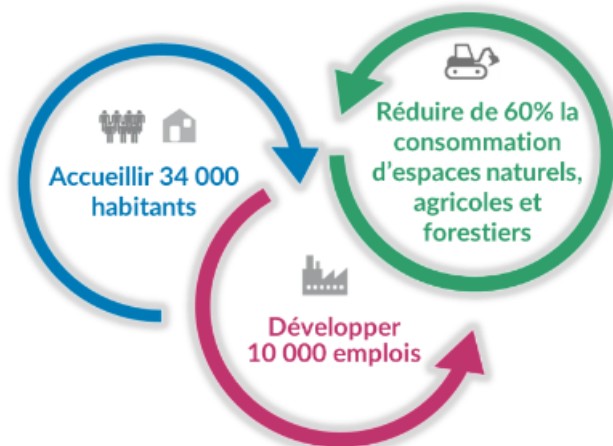 Accueillir 34 000
habitants
Réduire de 60% la
consommation
d'espaces naturels,
agricoles et
forestiers
Développer
10 000 emplois